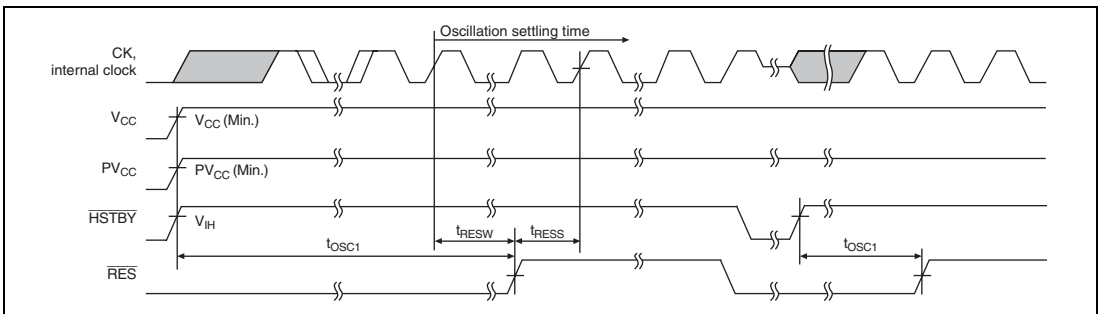 Oscillation settling time
CK,
internal clock
VCC
VCC (Min.)
PVCC
PVCC (Min.)
HSTBY
VIH
tRESW
tRESS
tOSC1
tOSC1
RES